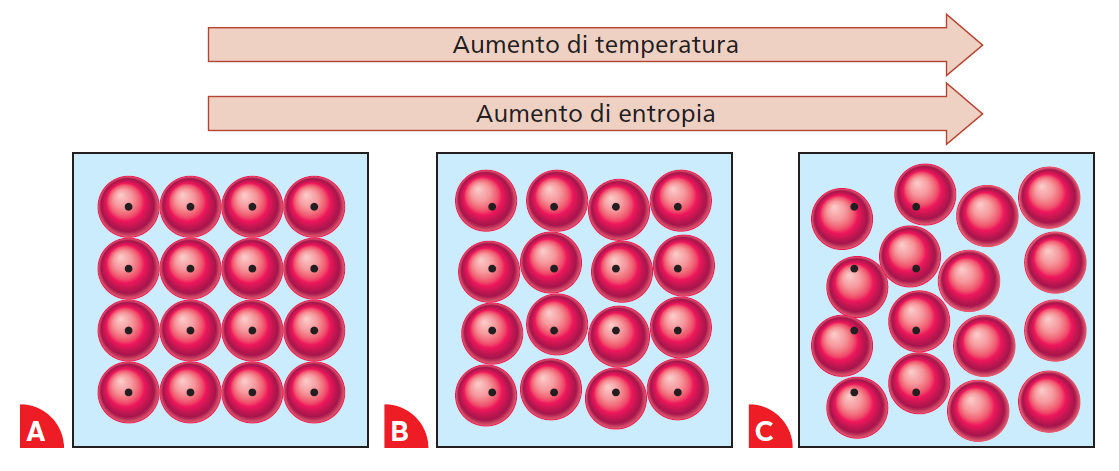 Aumento di temperatura
Aumento di entropia
A
B
C